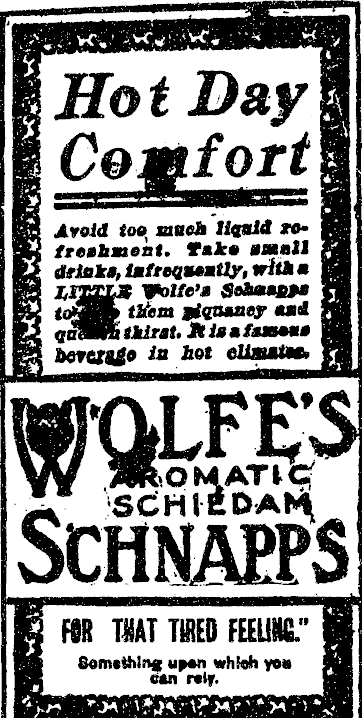 Hot Day
Comfort
Avoid too much liquid re-
freshment. Take small
drinks, infrequently, with a
LITTLE Wolfe's Schnapps
to them piquancy and
quench thirst. It is a famous
beverage in hot climates.
WOLFE'S
AROMATIC
SCHIEDAM
SCHNAPPS
FOR THAT TIRED FEELING."
Something upon which you
can rely.